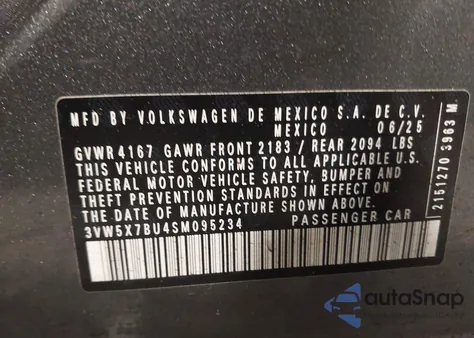 MFD BY VOLKSWAGEN DE MEXICO S.A. DE C.V.
MEXICO 06/25
GVWR 4167 GAWR FRONT 2183 / REAR 2094 LBS
THIS VEHICLE CONFORMS TO ALL APPLICABLE U.S.
FEDERAL MOTOR VEHICLE SAFETY, BUMPER AND
THEFT PREVENTION STANDARDS IN EFFECT ON THE
DATE OF MANUFACTURE SHOWN ABOVE.
3VW5X7BU4SM095234 PASSENGER CAR
2151270 3963 M
autoSnap